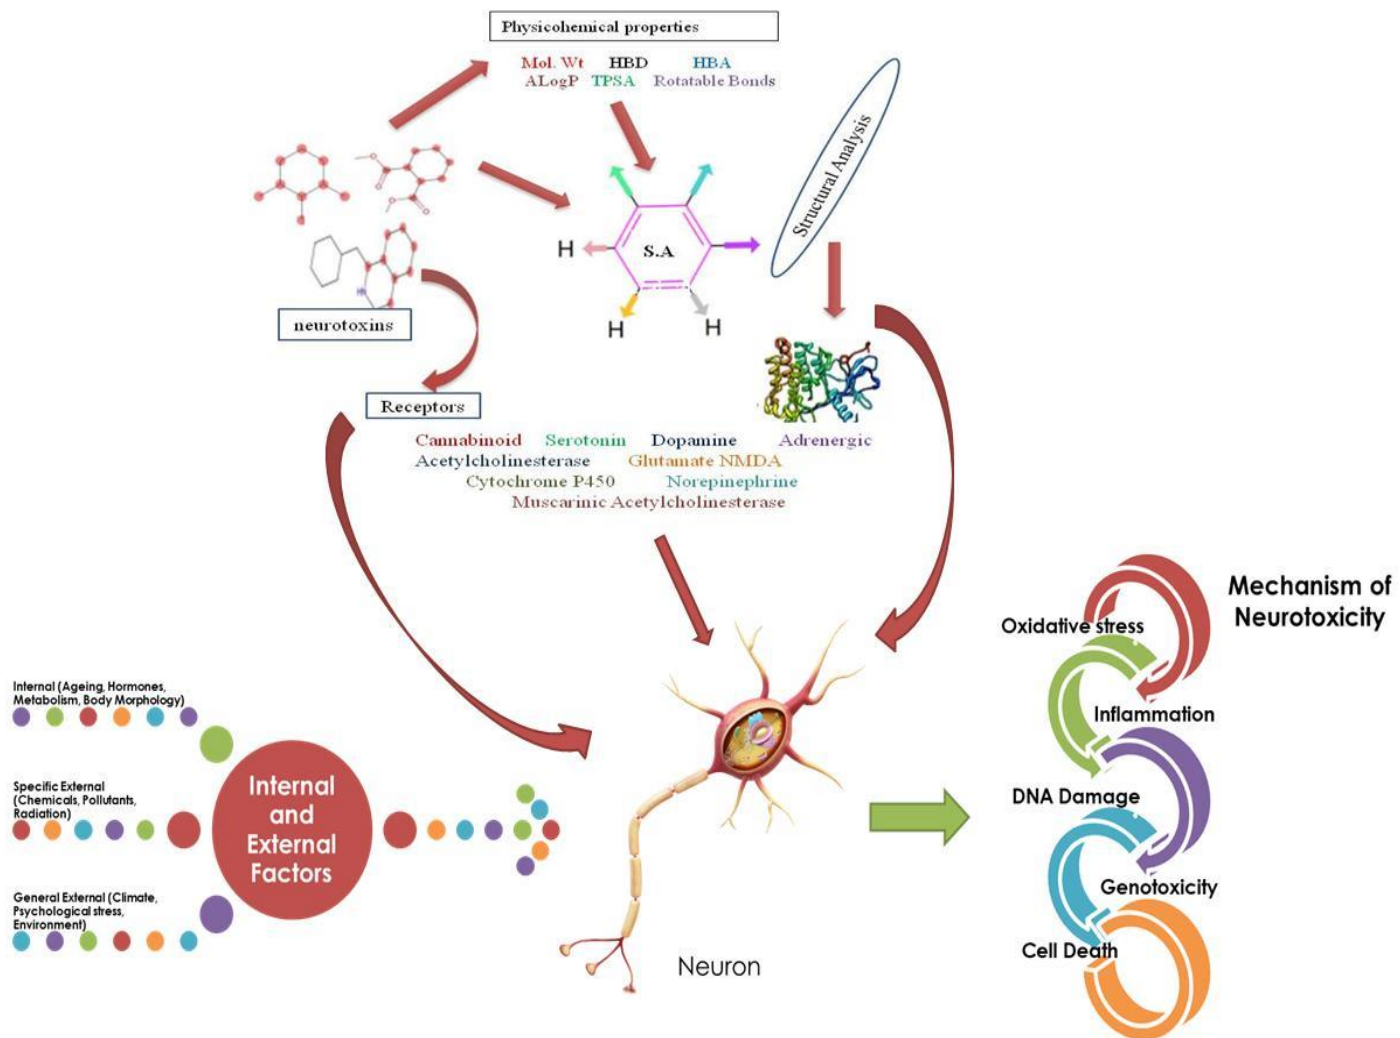 Physicohemical properties
Mol. Wt HBD HBA
ALogP TPSA Rotatable Bonds
Structural Analysis
S.A
H
H
H
HN
neurotoxins
Receptors
Cannabinoid Serotonin Dopamine Adrenergic
Acetylcholinesterase Glutamate NMDA
Cytochrome P450 Norepinephrine
Muscarinic Acetylcholinesterase
Mechanism of
Neurotoxicity
Oxidative stress
Inflammation
DNA Damage
Genotoxicity
Cell Death
Internal (Ageing, Hormones,
Metabolism, Body Morphology)
Specific External
(Chemicals, Pollutants,
Radiation)
General External (Climate,
Psychological stress,
Environment)
Internal
and
External
Factors
Neuron